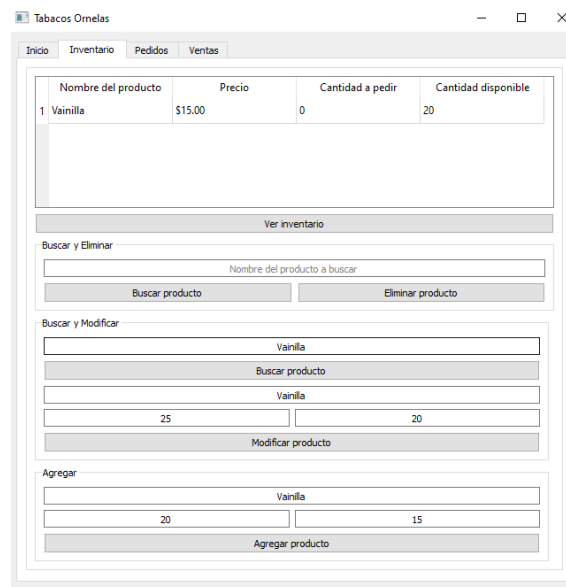 Tabacos Ornelas
Inicio Inventario Pedidos Ventas
Nombre del producto Precio Cantidad a pedir Cantidad disponible
1 Vainilla $15.00 0 20
Ver inventario
Buscar y Eliminar
Nombre del producto a buscar
Buscar producto Eliminar producto
Buscar y Modificar
Vainilla
Buscar producto
Vainilla
25 20
Modificar producto
Agregar
Vainilla
20 15
Agregar producto